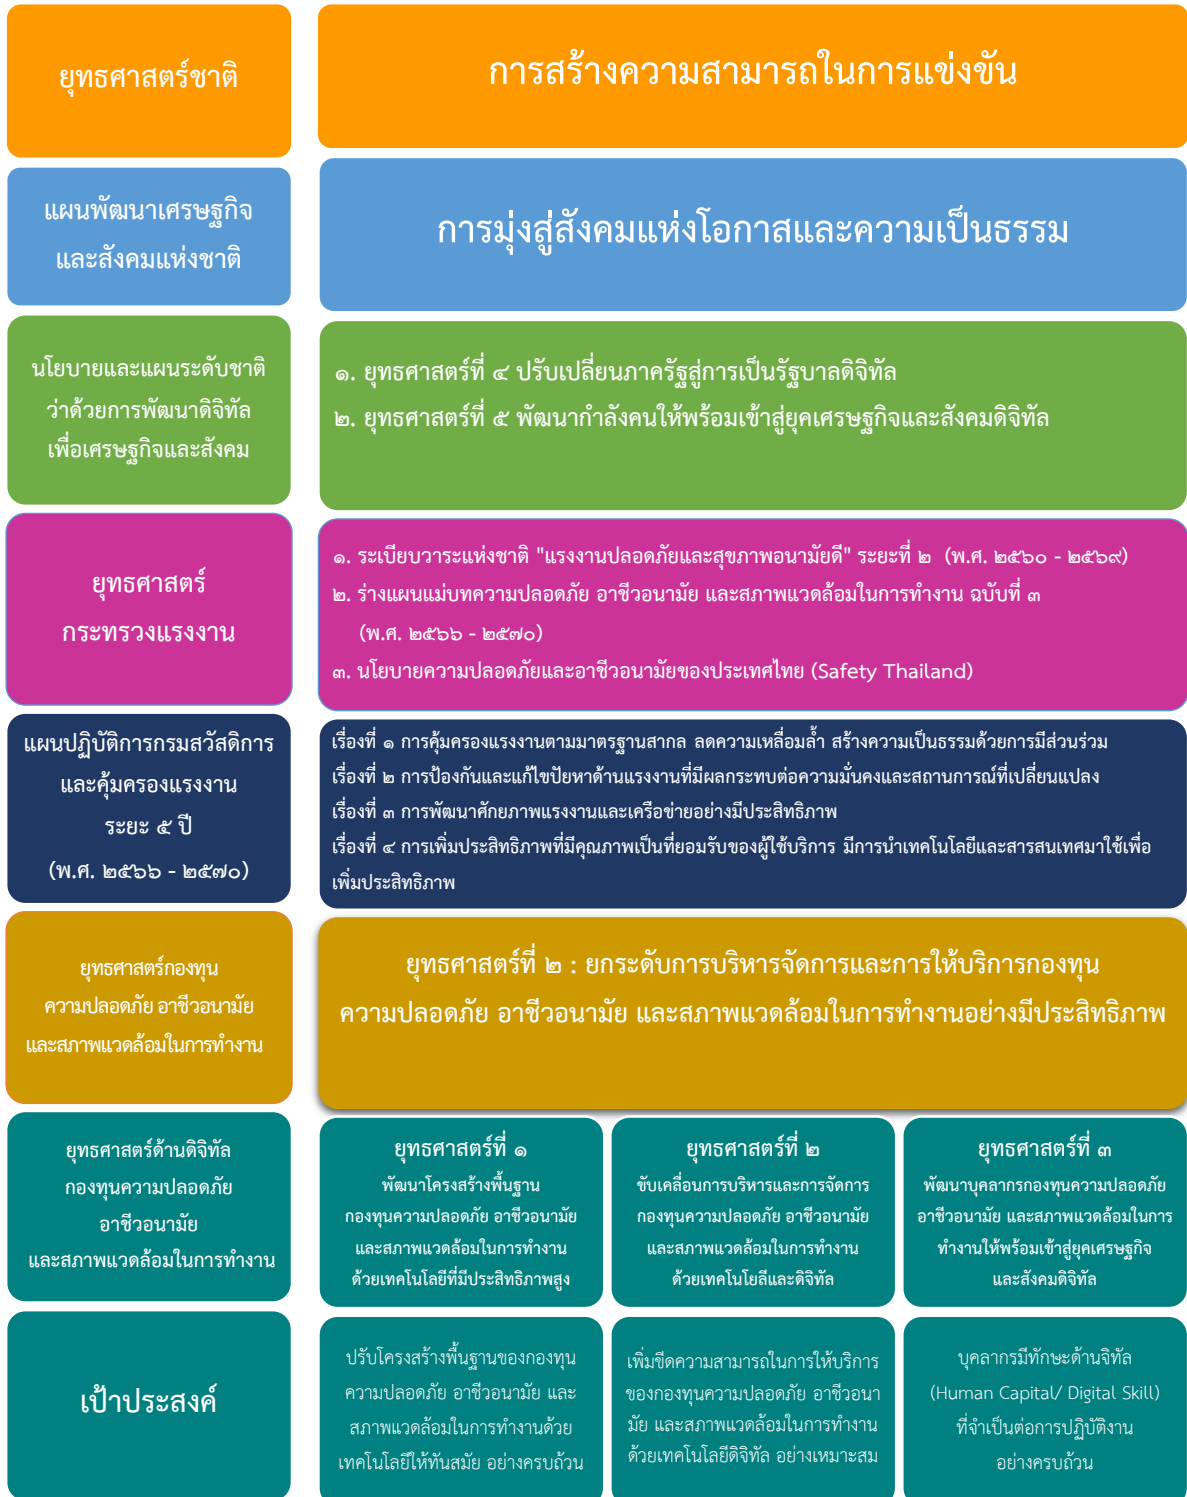 ยุทธศาสตร์ชาติ
การสร้างความสามารถในการแข่งขัน
แผนพัฒนาเศรษฐกิจ
และสังคมแห่งชาติ
การมุ่งสู่สังคมแห่งโอกาสและความเป็นธรรม
นโยบายและแผนระดับชาติ
ว่าด้วยการพัฒนาดิจิทัล
เพื่อเศรษฐกิจและสังคม
๑. ยุทธศาสตร์ที่ ๔ ปรับเปลี่ยนภาครัฐสู่การเป็นรัฐบาลดิจิทัล
๒. ยุทธศาสตร์ที่ ๕ พัฒนากำลังคนให้พร้อมเข้าสู่ยุคเศรษฐกิจและสังคมดิจิทัล
ยุทธศาสตร์
กระทรวงแรงงาน
๑. ระเบียบวาระแห่งชาติ "แรงงานปลอดภัยและสุขภาพอนามัยดี" ระยะที่ ๒ (พ.ศ. ๒๕๖๐ - ๒๕๖๙)
๒. ร่างแผนแม่บทความปลอดภัย อาชีวอนามัย และสภาพแวดล้อมในการทำงาน ฉบับที่ ๓
(พ.ศ. ๒๕๖๖ - ๒๕๗๐)
๓. นโยบายความปลอดภัยและอาชีวอนามัยของประเทศไทย (Safety Thailand)
แผนปฏิบัติการกรมสวัสดิการ
และคุ้มครองแรงงาน
ระยะ ๕ ปี
(พ.ศ. ๒๕๖๖ - ๒๕๗๐)
เรื่องที่ ๑ การคุ้มครองแรงงานตามมาตรฐานสากล ลดความเหลื่อมล้ำ สร้างความเป็นธรรมด้วยการมีส่วนร่วม
เรื่องที่ ๒ การป้องกันและแก้ไขปัยหาด้านแรงงานที่มีผลกระทบต่อความมั่นคงและสถานการณ์ที่เปลี่ยนแปลง
เรื่องที่ ๓ การพัฒนาศักยภาพแรงงานและเครือข่ายอย่างมีประสิทธิภาพ
เรื่องที่ ๔ การเพิ่มประสิทธิภาพที่มีคุณภาพเป็นที่ยอมรับของผู้ใช้บริการ มีการนำเทคโนโลยีและสารสนเทศมาใช้เพื่อ
เพิ่มประสิทธิภาพ
ยุทธศาสตร์กองทุน
ความปลอดภัย อาชีวอนามัย
และสภาพแวดล้อมในการทำงาน
ยุทธศาสตร์ที่ ๒ : ยกระดับการบริหารจัดการและการให้บริการกองทุน
ความปลอดภัย อาชีวอนามัย และสภาพแวดล้อมในการทำงานอย่างมีประสิทธิภาพ
ยุทธศาสตร์ด้านดิจิทัล
กองทุนความปลอดภัย
อาชีวอนามัย
และสภาพแวดล้อมในการทำงาน
ยุทธศาสตร์ที่ ๑
พัฒนาโครงสร้างพื้นฐาน
กองทุนความปลอดภัย อาชีวอนามัย
และสภาพแวดล้อมในการทำงาน
ด้วยเทคโนโลยีที่มีประสิทธิภาพสูง
ยุทธศาสตร์ที่ ๒
ขับเคลื่อนการบริหารและการจัดการ
กองทุนความปลอดภัย อาชีวอนามัย
และสภาพแวดล้อมในการทำงาน
ด้วยเทคโนโยลีและดิจิทัล
ยุทธศาสตร์ที่ ๓
พัฒนาบุคลากรกองทุนความปลอดภัย
อาชีวอนามัย และสภาพแวดล้อมในการ
ทำงานให้พร้อมเข้าสู่ยุคเศรษฐกิจ
และสังคมดิจิทัล
เป้าประสงค์
ปรับโครงสร้างพื้นฐานของกองทุน
ความปลอดภัย อาชีวอนามัย และ
สภาพแวดล้อมในการทำงานด้วย
เทคโนโลยีให้ทันสมัย อย่างครบถ้วน
เพิ่มขีดความสามารถในการให้บริการ
ของกองทุนความปลอดภัย อาชีวอนา
มัย และสภาพแวดล้อมในการทำงาน
ด้วยเทคโนโลยีดิจิทัล อย่างเหมาะสม
บุคลากรมีทักษะด้านจิทัล
(Human Capital/ Digital Skill)
ที่จำเป็นต่อการปฏิบัติงาน
อย่างครบถ้วน